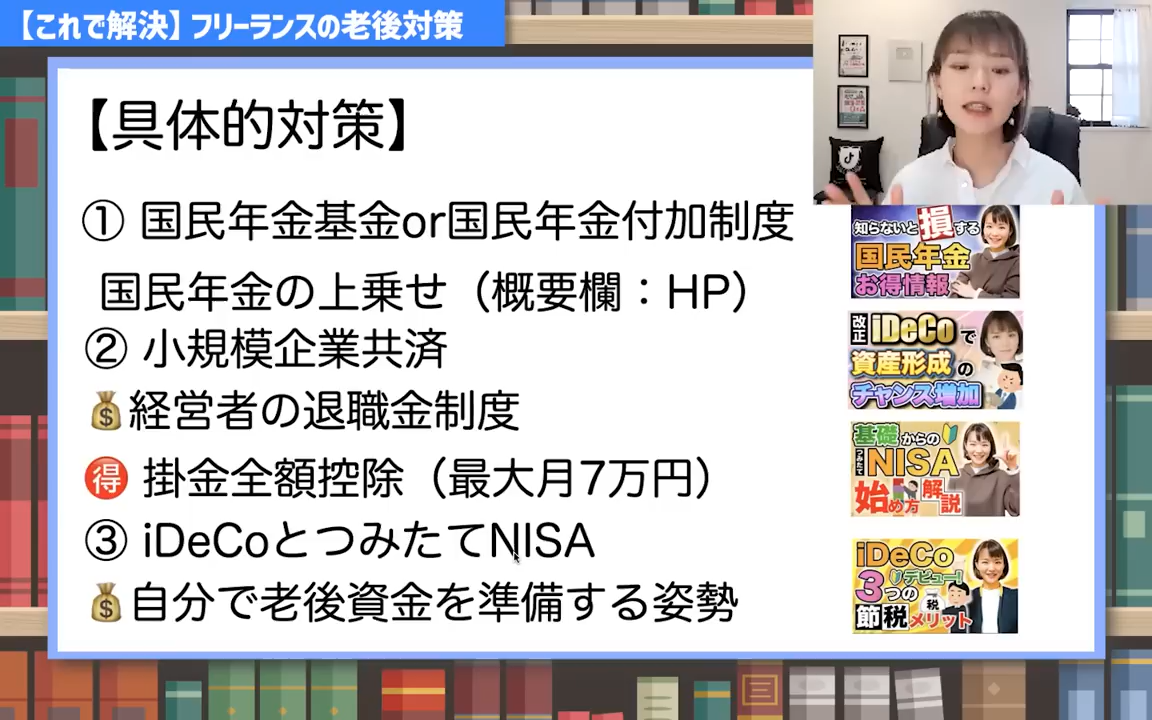 【これで解決】フリーランスの老後対策
【具体的対策】
① 国民年金基金or国民年金付加制度
国民年金の上乗せ（概要欄：HP）
② 小規模企業共済
💰経営者の退職金制度
㊝ 掛金全額控除（最大月7万円）
③ iDeCoとつみたてNISA
💰自分で老後資金を準備する姿勢
知らないと損する
国民年金
お得情報
改正iDeCoで
資産形成の
チャンス増加
基礎からの
つみたてNISA
始め方解説
iDeCo
デビュー!
3つの
節税メリット
税